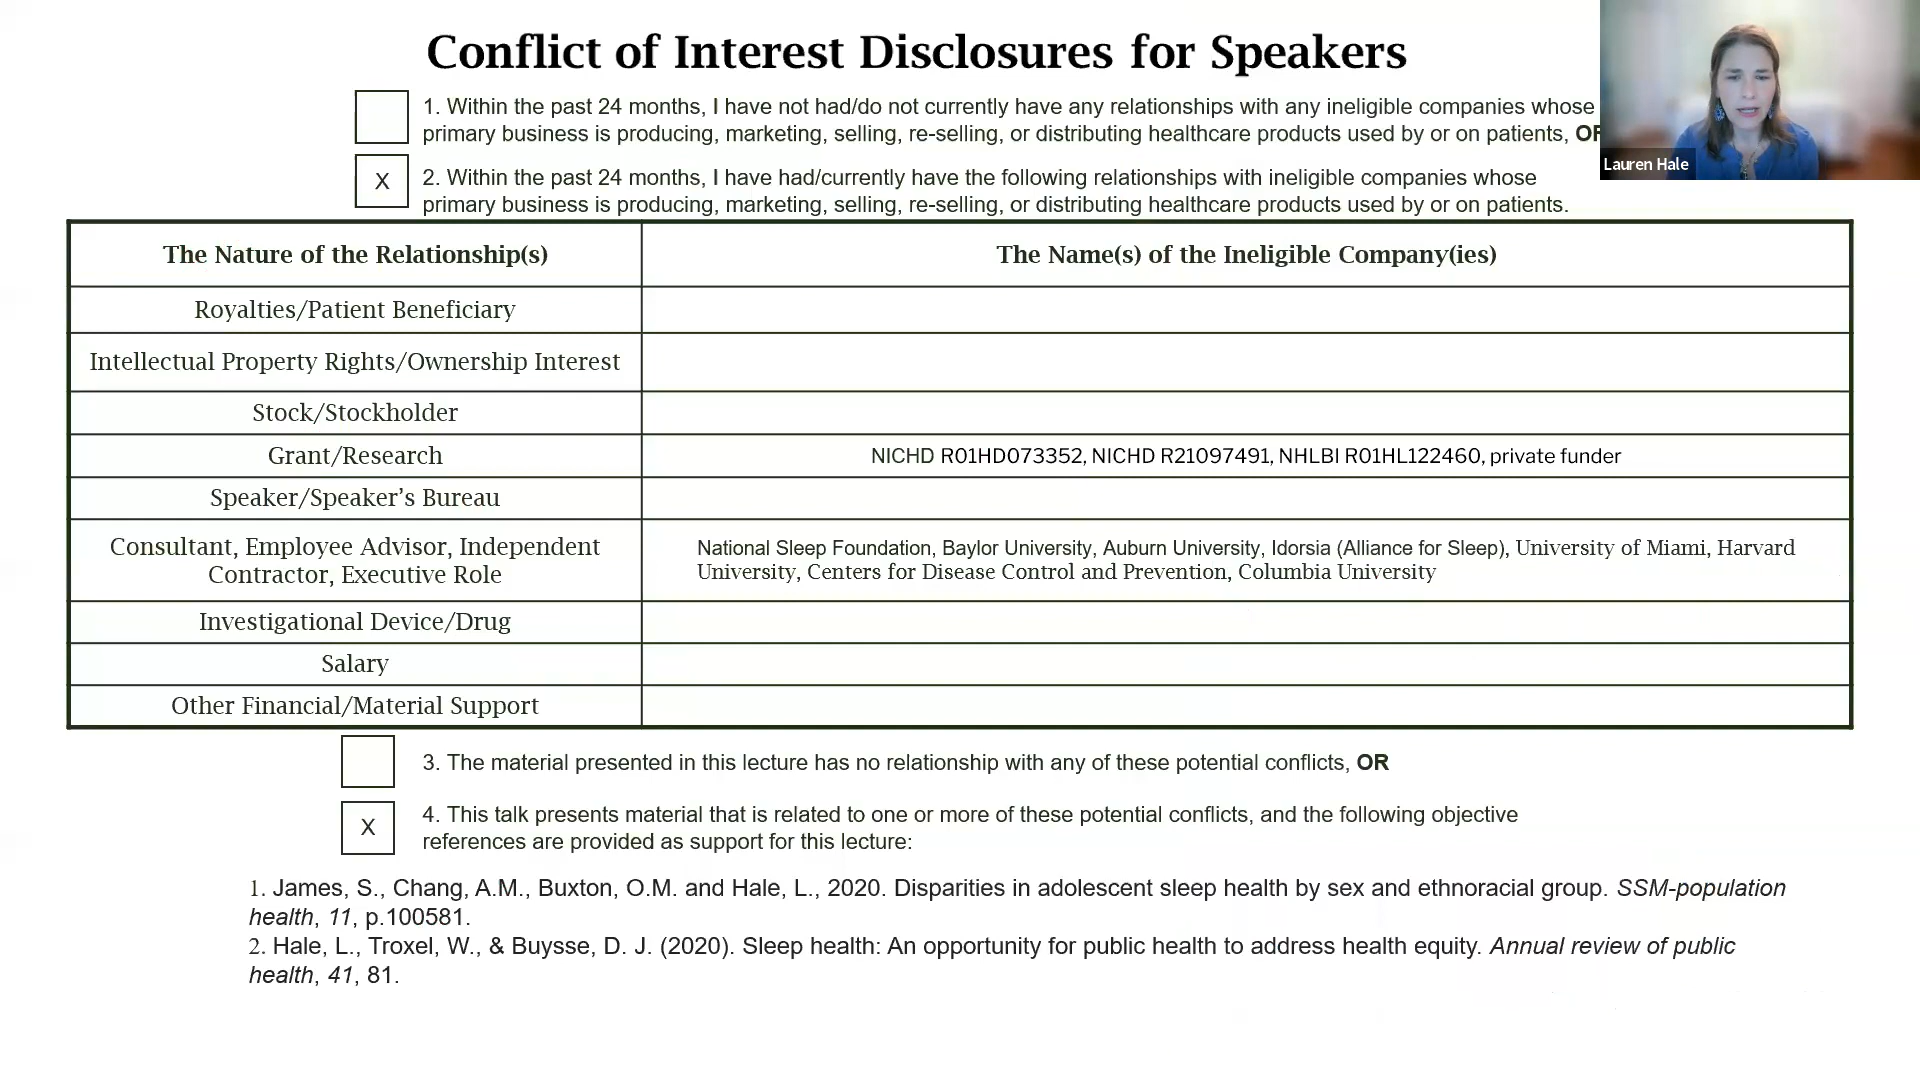 Conflict of Interest Disclosures for Speakers
1. Within the past 24 months, I have not had/do not currently have any relationships with any ineligible companies whose
primary business is producing, marketing, selling, re-selling, or distributing healthcare products used by or on patients, OR
Lauren Hale
X
2. Within the past 24 months, I have had/currently have the following relationships with ineligible companies whose
primary business is producing, marketing, selling, re-selling, or distributing healthcare products used by or on patients.
The Nature of the Relationship(s)
The Name(s) of the Ineligible Company(ies)
Royalties/Patient Beneficiary
Intellectual Property Rights/Ownership Interest
Stock/Stockholder
Grant/Research
NICHD R01HD073352, NICHD R21097491, NHLBI R01HL122460, private funder
Speaker/Speaker’s Bureau
Consultant, Employee Advisor, Independent
Contractor, Executive Role
National Sleep Foundation, Baylor University, Auburn University, Idorsia (Alliance for Sleep), University of Miami, Harvard
University, Centers for Disease Control and Prevention, Columbia University
Investigational Device/Drug
Salary
Other Financial/Material Support
3. The material presented in this lecture has no relationship with any of these potential conflicts, OR
X
4. This talk presents material that is related to one or more of these potential conflicts, and the following objective
references are provided as support for this lecture:
1. James, S., Chang, A.M., Buxton, O.M. and Hale, L., 2020. Disparities in adolescent sleep health by sex and ethnoracial group. SSM-population
health, 11, p.100581.
2. Hale, L., Troxel, W., & Buysse, D. J. (2020). Sleep health: An opportunity for public health to address health equity. Annual review of public
health, 41, 81.